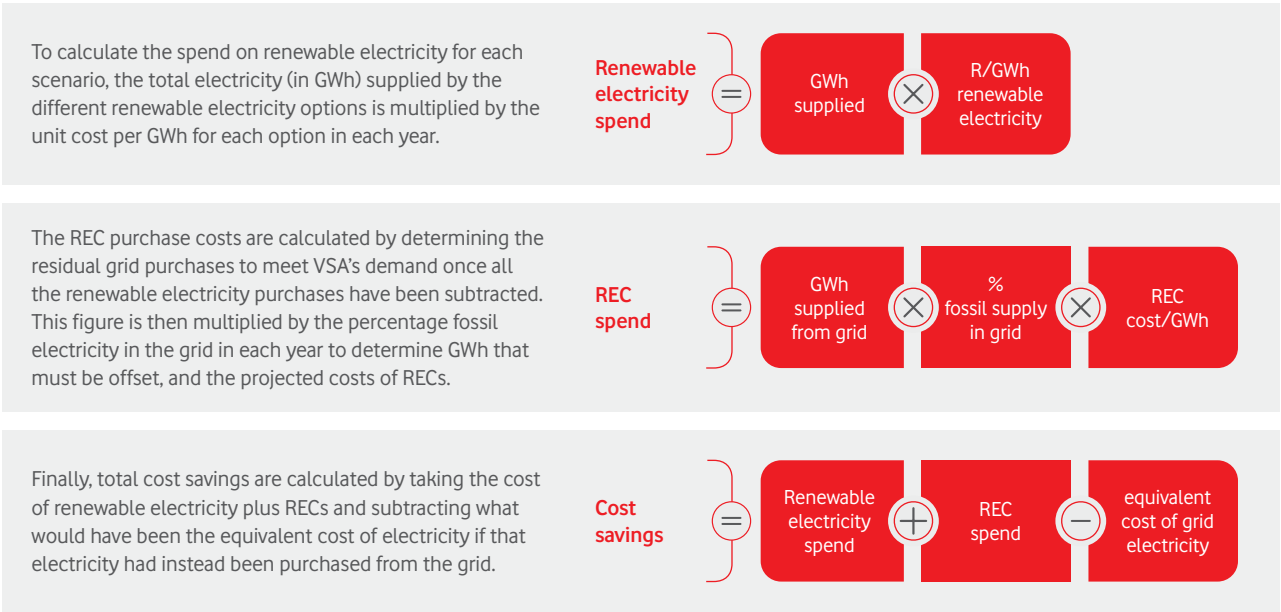 To calculate the spend on renewable electricity for each
scenario, the total electricity (in GWh) supplied by the
different renewable electricity options is multiplied by the
unit cost per GWh for each option in each year.
Renewable
electricity
spend
=
GWh
supplied
×
R/GWh
renewable
electricity
The REC purchase costs are calculated by determining the
residual grid purchases to meet VSA’s demand once all
the renewable electricity purchases have been subtracted.
This figure is then multiplied by the percentage fossil
electricity in the grid in each year to determine GWh that
must be offset, and the projected costs of RECs.
REC
spend
=
GWh
supplied
from grid
×
%
fossil supply
in grid
×
REC
cost/GWh
Finally, total cost savings are calculated by taking the cost
of renewable electricity plus RECs and subtracting what
would have been the equivalent cost of electricity if that
electricity had instead been purchased from the grid.
Cost
savings
=
Renewable
electricity
spend
+
REC
spend
−
equivalent
cost of grid
electricity